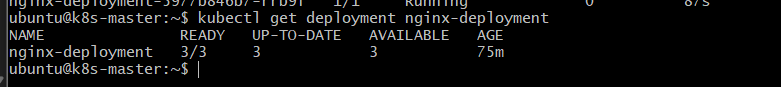 ubuntu@k8s-master:~$ kubectl get deployment nginx-deployment
NAME READY UP-TO-DATE AVAILABLE AGE
nginx-deployment 3/3 3 3 75m
ubuntu@k8s-master:~$